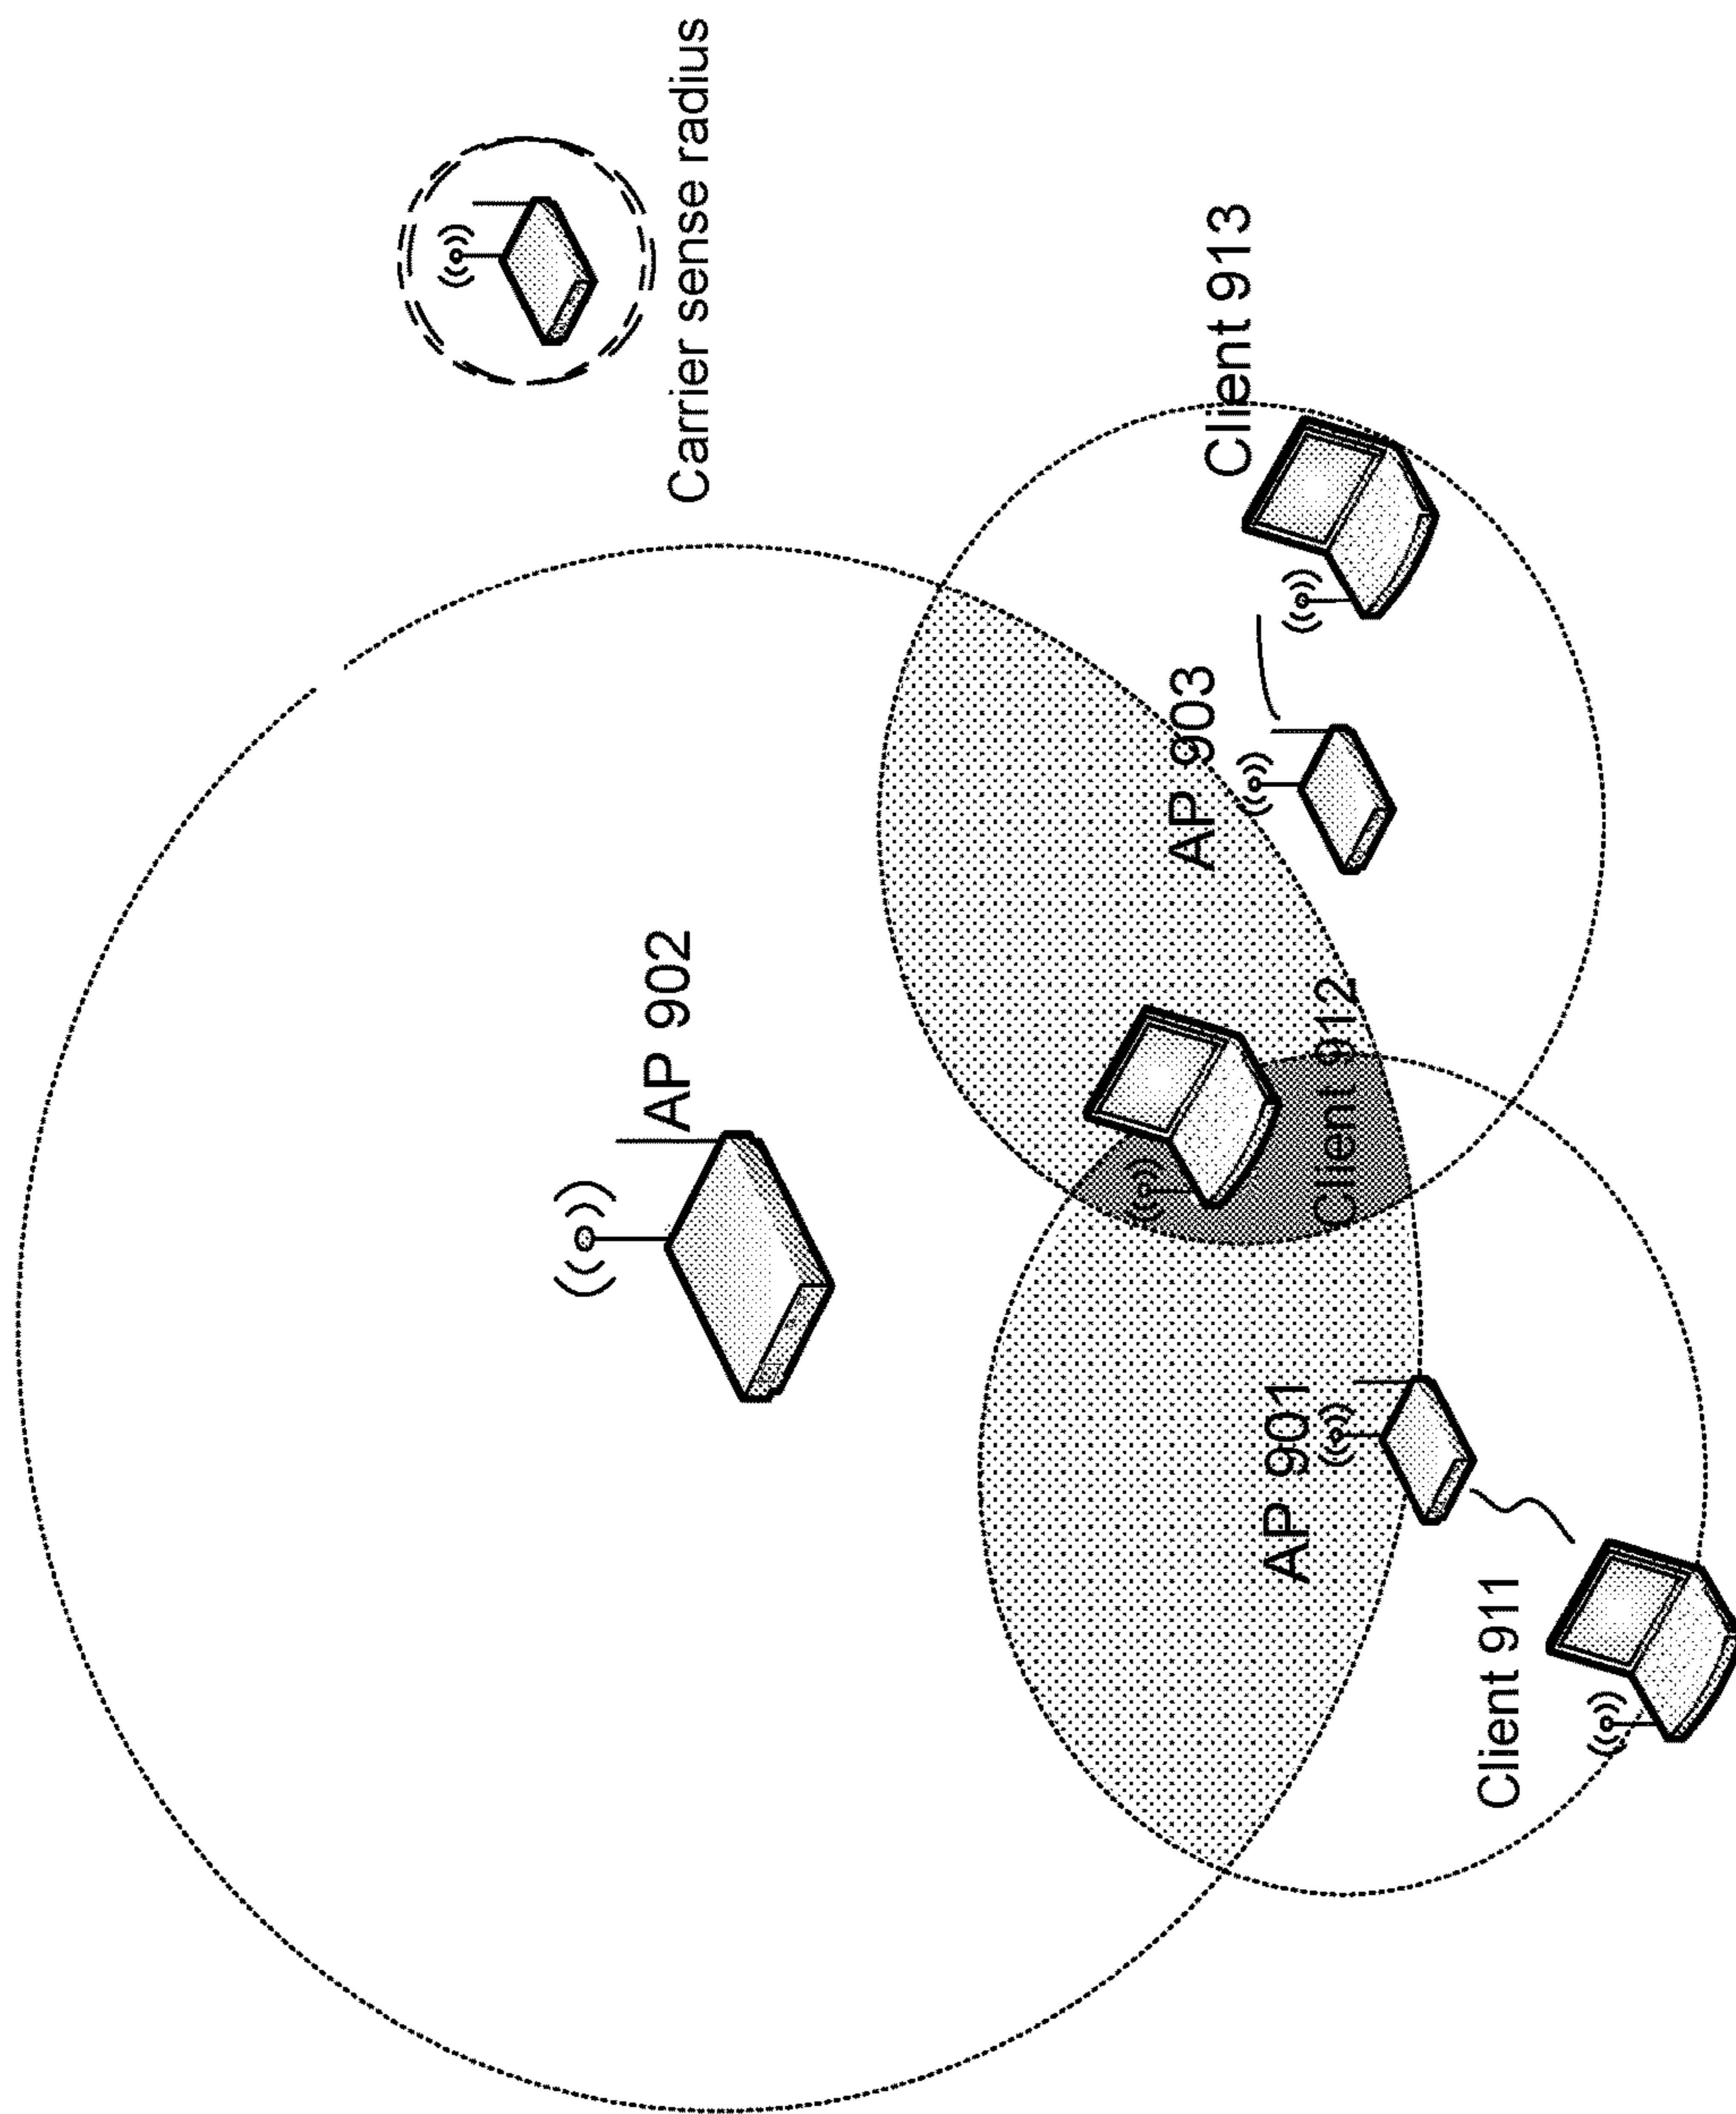 Carrier sense radius
AP 902
Client 913
AP 903
Client 912
AP 901
Client 911